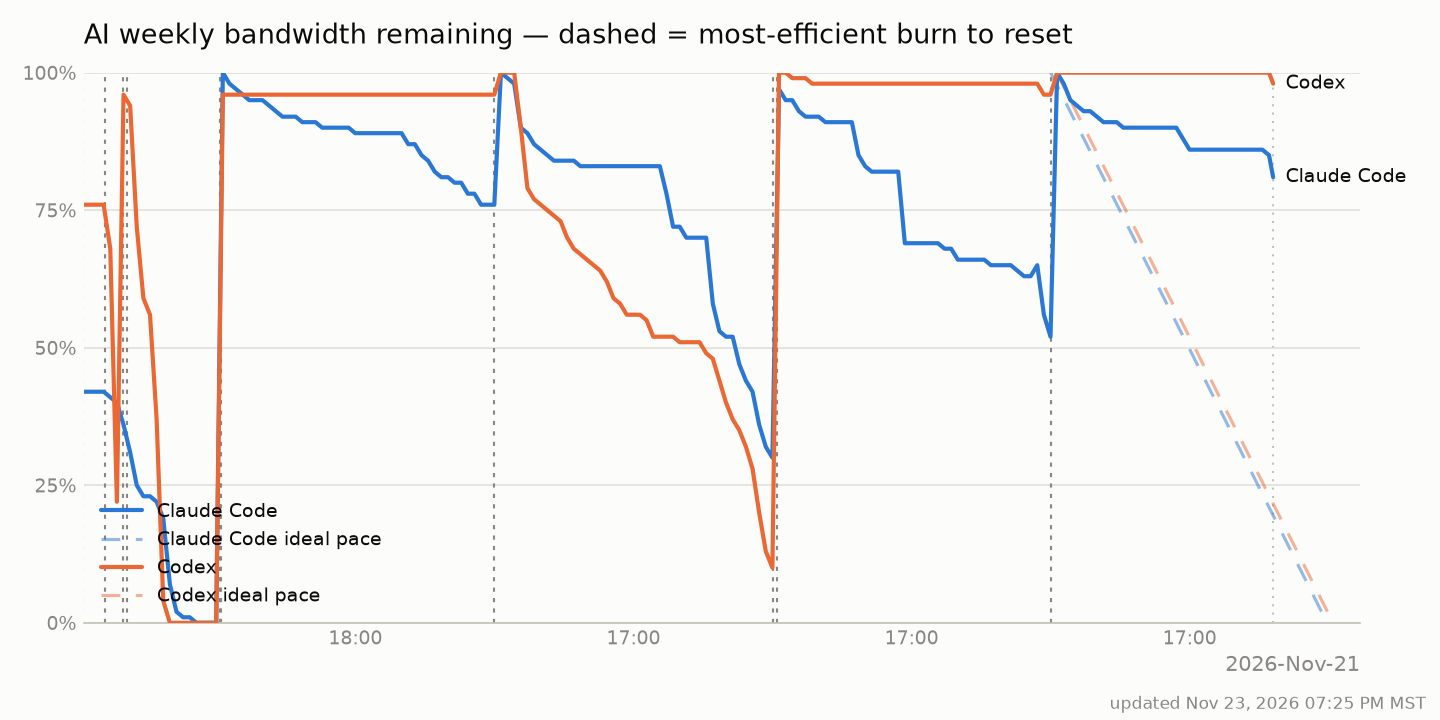 AI weekly bandwidth remaining — dashed = most-efficient burn to reset
100%
75%
50%
25%
0%
Codex
Claude Code
Claude Code
Claude Code ideal pace
Codex
Codex ideal pace
18:00
17:00
17:00
17:00
2026-Nov-21
updated Nov 23, 2026 07:25 PM MST